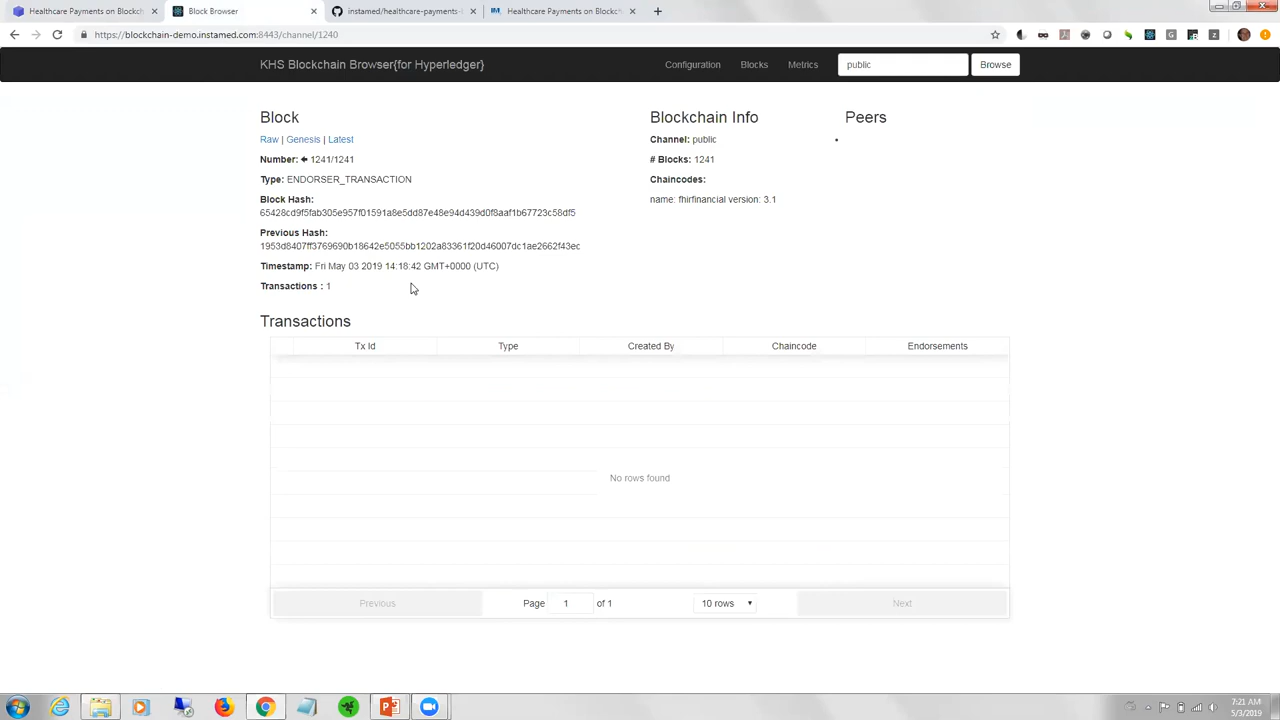 Healthcare Payments on Blockch
Block Browser
instamed/healthcare-payments-
Healthcare Payments on Blockch
https://blockchain-demo.instamed.com:8443/channel/1240
KHS Blockchain Browser{for Hyperledger}
Configuration
Blocks
Metrics
public
Browse
Block
Raw | Genesis | Latest
Number: 1241/1241
Type: ENDORSER_TRANSACTION
Block Hash:
65428cd9f5fab305e957f01591a8e5dd87e48e94d439d0f8aaf1b67723c58df5
Previous Hash:
1953d8407ff3769690b18642e5055bb1202a83361f20d46007dc1ae2662f43ec
Timestamp: Fri May 03 2019 14:18:42 GMT+0000 (UTC)
Transactions : 1
Blockchain Info
Channel: public
# Blocks: 1241
Chaincodes:
name: fhirfinancial version: 3.1
Peers
Transactions
Tx Id
Type
Created By
Chaincode
Endorsements
No rows found
Previous
Page 1 of 1
10 rows
Next
7:21 AM
5/3/2019